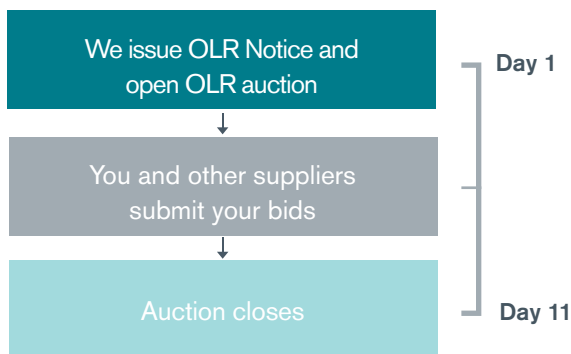 We issue OLR Notice and
open OLR auction
Day 1
You and other suppliers
submit your bids
Auction closes
Day 11